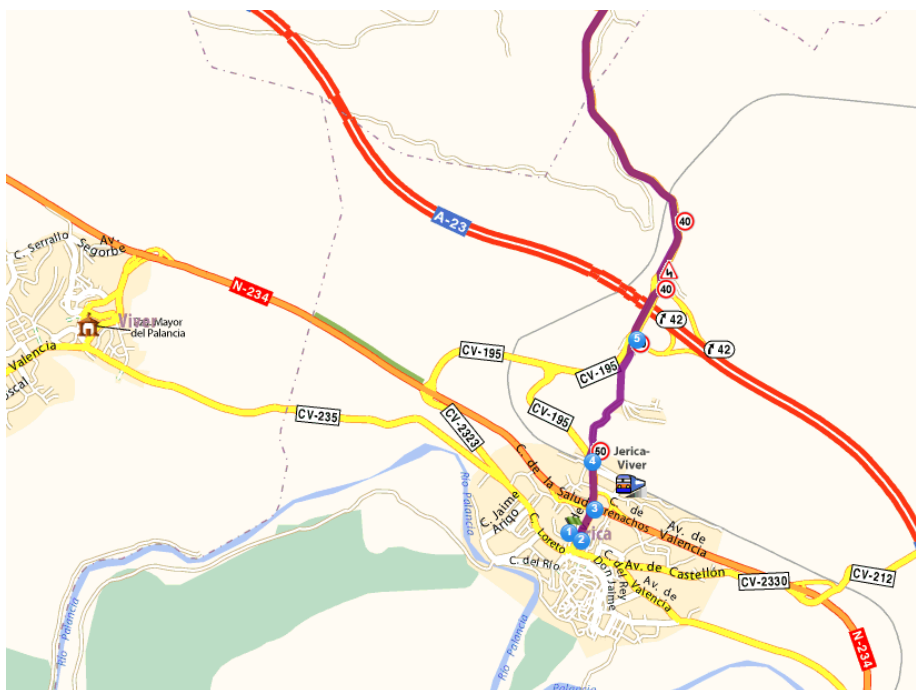 A-23
40
C. Serrallo
Av.
Segorbe
N-234
40
42
Viver
Mayor
del Palancia
5
42
CV-195
CV-195
Valencia
CV-195
CV-235
CV-2323
50
4
Jerica-
Viver
C. de la Salud
3
C. de
Av. de
Valencia
Río Palancia
C. Jaime
Arigo
C. Loreto
1
2
C. del Río
Don Jaime
C. del Rey
Av. de
Valencia
Av. de Castellón
CV-2330
CV-212
Río Palancia
Río
Palancia
N-234